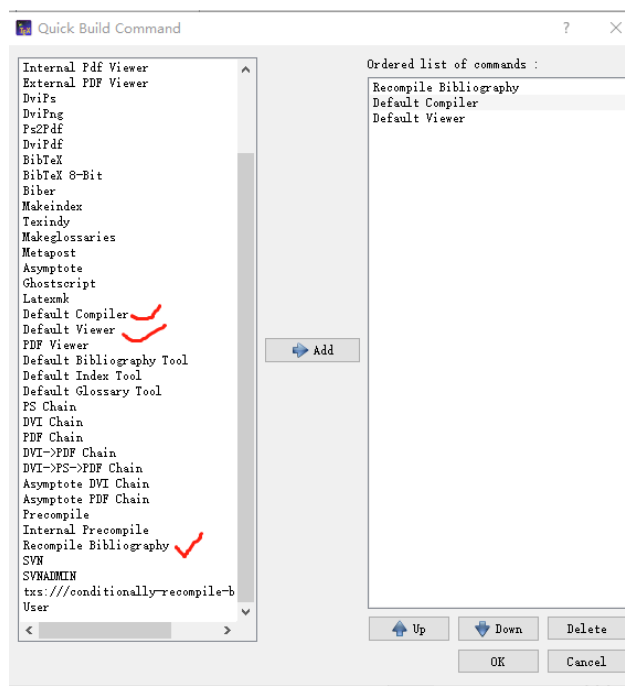 Quick Build Command
?
Internal Pdf Viewer
External PDF Viewer
DviPs
DviPng
Ps2Pdf
DviPdf
BibTeX
BibTeX 8-Bit
Biber
Makeindex
Texindy
Makeglossaries
Metapost
Asymptote
Ghostscript
Latexmk
Default Compiler
Default Viewer
PDF Viewer
Default Bibliography Tool
Default Index Tool
Default Glossary Tool
PS Chain
DVI Chain
PDF Chain
DVI->PDF Chain
DVI->PS->PDF Chain
Asymptote DVI Chain
Asymptote PDF Chain
Precompile
Internal Precompile
Recompile Bibliography
SVN
SVNADMIN
txs:///conditionally-recompile-b
User
Add
Ordered list of commands :
Recompile Bibliography
Default Compiler
Default Viewer
Up
Down
Delete
OK
Cancel